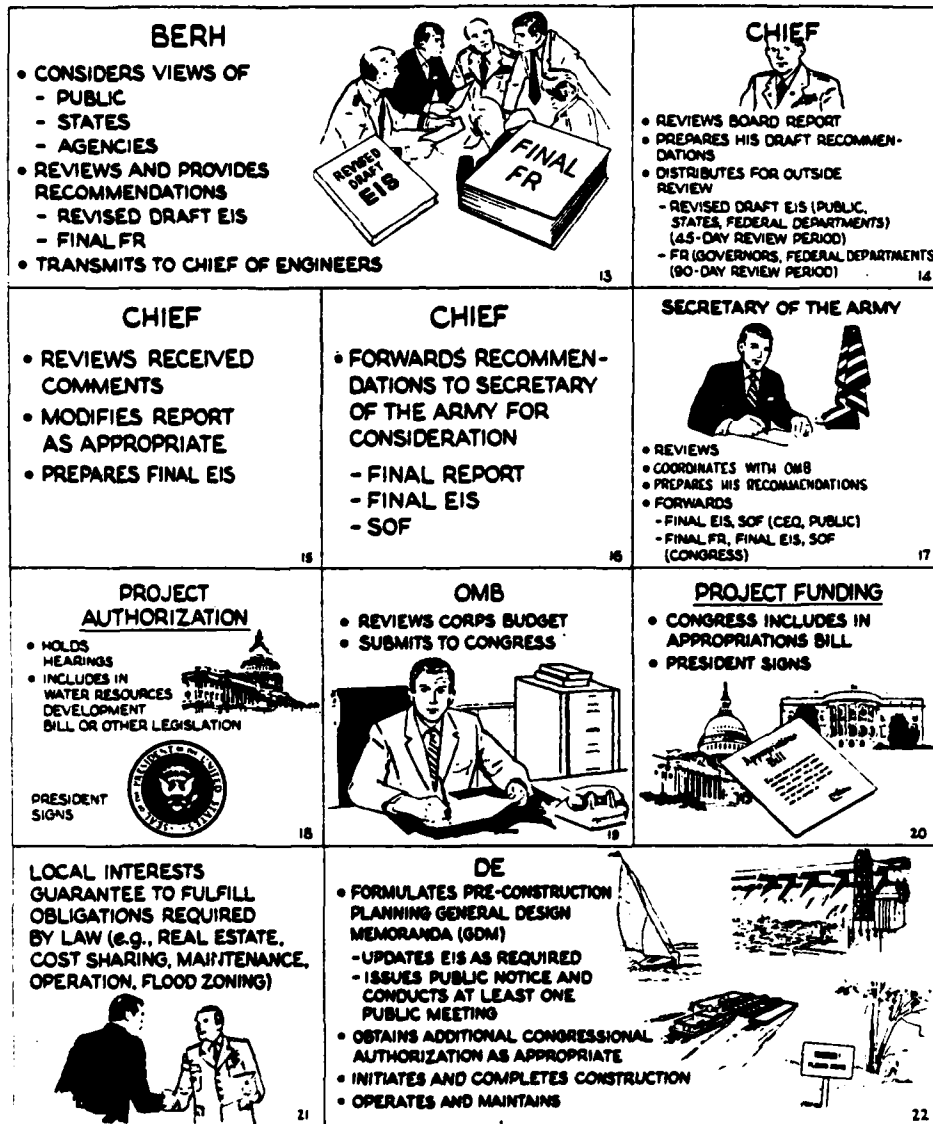 BERH
• CONSIDERS VIEWS OF
- PUBLIC
- STATES
- AGENCIES
• REVIEWS AND PROVIDES
RECOMMENDATIONS
- REVISED DRAFT EIS
- FINAL FR
• TRANSMITS TO CHIEF OF ENGINEERS
REVISED
DRAFT
EIS
FINAL
FR
13
CHIEF
• REVIEWS BOARD REPORT
• PREPARES HIS DRAFT RECOMMEN-
DATIONS
• DISTRIBUTES FOR OUTSIDE
REVIEW
- REVISED DRAFT EIS (PUBLIC,
STATES, FEDERAL DEPARTMENTS)
(45-DAY REVIEW PERIOD)
- FR (GOVERNORS, FEDERAL DEPARTMENTS
(90-DAY REVIEW PERIOD)
14
CHIEF
• REVIEWS RECEIVED
COMMENTS
• MODIFIES REPORT
AS APPROPRIATE
• PREPARES FINAL EIS
15
CHIEF
• FORWARDS RECOMMEN-
DATIONS TO SECRETARY
OF THE ARMY FOR
CONSIDERATION
- FINAL REPORT
- FINAL EIS
- SOF
16
SECRETARY OF THE ARMY
• REVIEWS
• COORDINATES WITH OMB
• PREPARES HIS RECOMMENDATIONS
• FORWARDS
- FINAL EIS, SOF (CEQ, PUBLIC)
- FINAL FR, FINAL EIS, SOF
(CONGRESS)
17
PROJECT
AUTHORIZATION
• HOLDS
HEARINGS
• INCLUDES IN
WATER RESOURCES
DEVELOPMENT
BILL OR OTHER LEGISLATION
PRESIDENT
SIGNS
SEAL OF THE PRESIDENT OF THE UNITED STATES
18
OMB
• REVIEWS CORPS BUDGET
• SUBMITS TO CONGRESS
19
PROJECT FUNDING
• CONGRESS INCLUDES IN
APPROPRIATIONS BILL
• PRESIDENT SIGNS
Appropriations
Bill
20
LOCAL INTERESTS
GUARANTEE TO FULFILL
OBLIGATIONS REQUIRED
BY LAW (e.g., REAL ESTATE,
COST SHARING, MAINTENANCE,
OPERATION, FLOOD ZONING)
21
DE
• FORMULATES PRE-CONSTRUCTION
PLANNING GENERAL DESIGN
MEMORANDA (GDM)
- UPDATES EIS AS REQUIRED
- ISSUES PUBLIC NOTICE AND
CONDUCTS AT LEAST ONE
PUBLIC MEETING
• OBTAINS ADDITIONAL CONGRESSIONAL
AUTHORIZATION AS APPROPRIATE
• INITIATES AND COMPLETES CONSTRUCTION
• OPERATES AND MAINTAINS
22